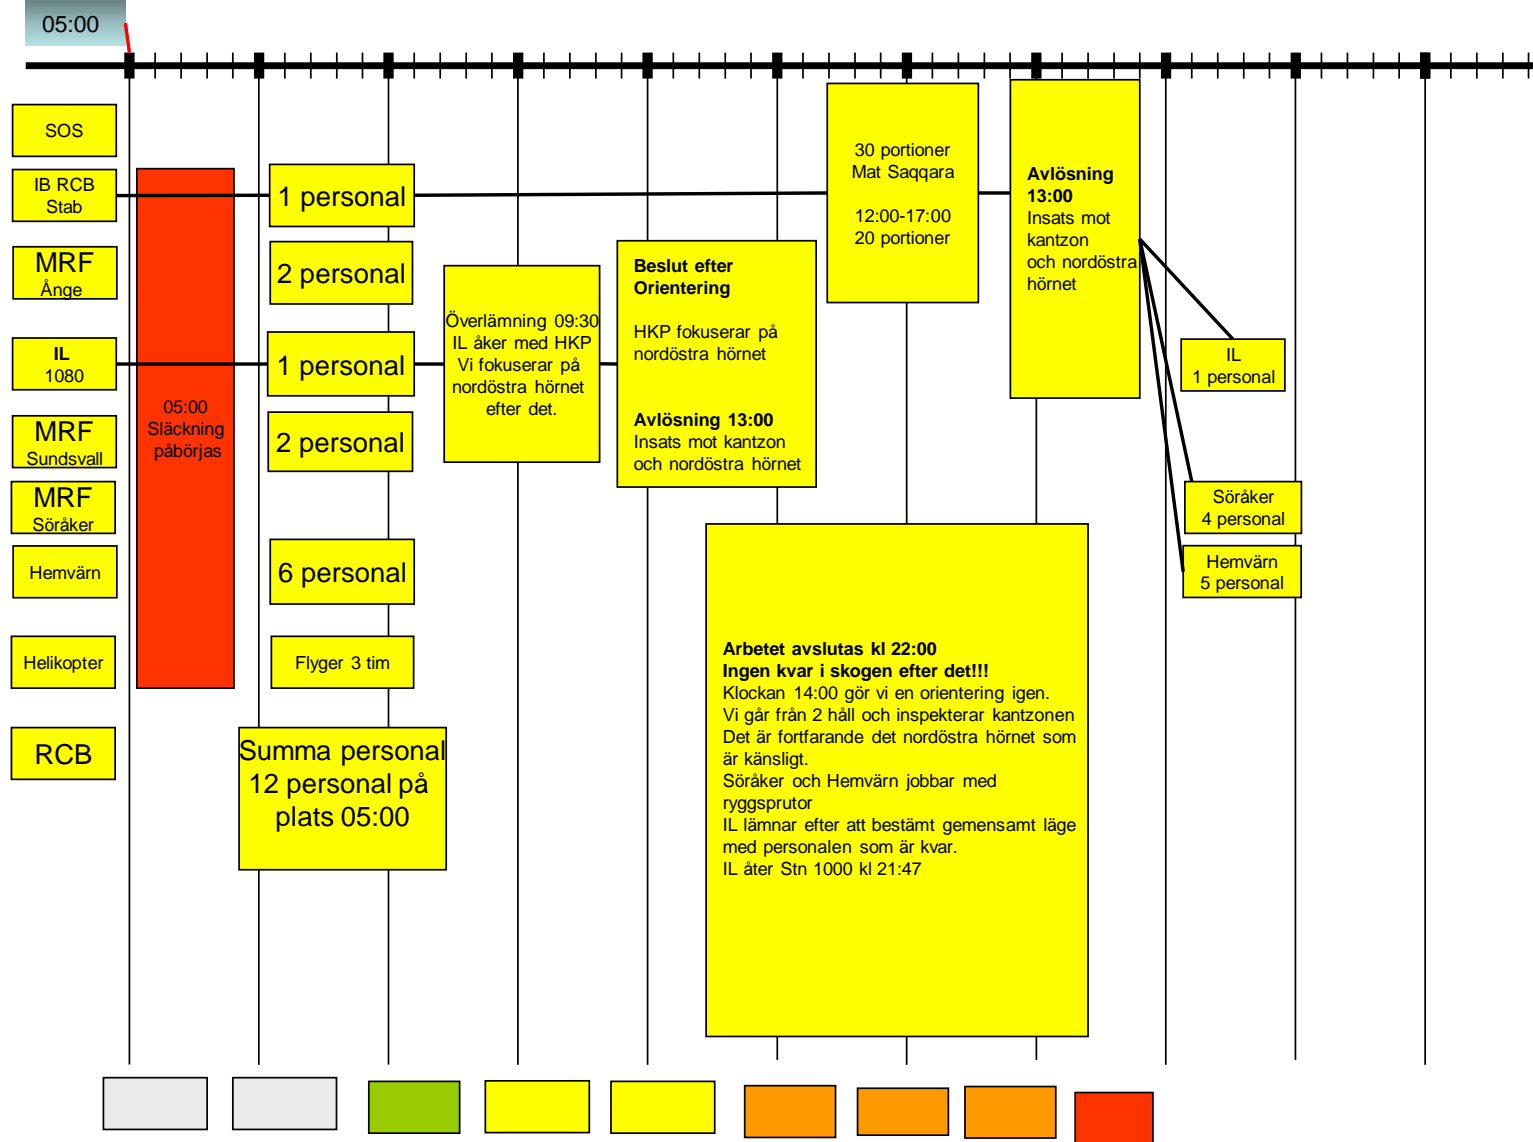 05:00
SOS
IB RCB
Stab
MRF
Ånge
IL
1080
MRF
Sundsvall
MRF
Söråker
Hemvärn
Helikopter
RCB
05:00
Släckning
påbörjas
1 personal
2 personal
1 personal
2 personal
6 personal
Flyger 3 tim
Summa personal
12 personal på
plats 05:00
Överlämning 09:30
IL åker med HKP
Vi fokuserar på
nordöstra hörnet
efter det.
Beslut efter
Orientering
HKP fokuserar på
nordöstra hörnet
Avlösning 13:00
Insats mot kantzon
och nordöstra hörnet
30 portioner
Mat Saqqara
12:00-17:00
20 portioner
Avlösning
13:00
Insats mot
kantzon
och nordöstra
hörnet
IL
1 personal
Söråker
4 personal
Hemvärn
5 personal
Arbetet avslutas kl 22:00
Ingen kvar i skogen efter det!!!
Klockan 14:00 gör vi en orientering igen.
Vi går från 2 håll och inspekterar kantzonen
Det är fortfarande det nordöstra hörnet som
är känsligt.
Söråker och Hemvärn jobbar med
ryggsprutor
IL lämnar efter att bestämt gemensamt läge
med personalen som är kvar.
IL åter Stn 1000 kl 21:47